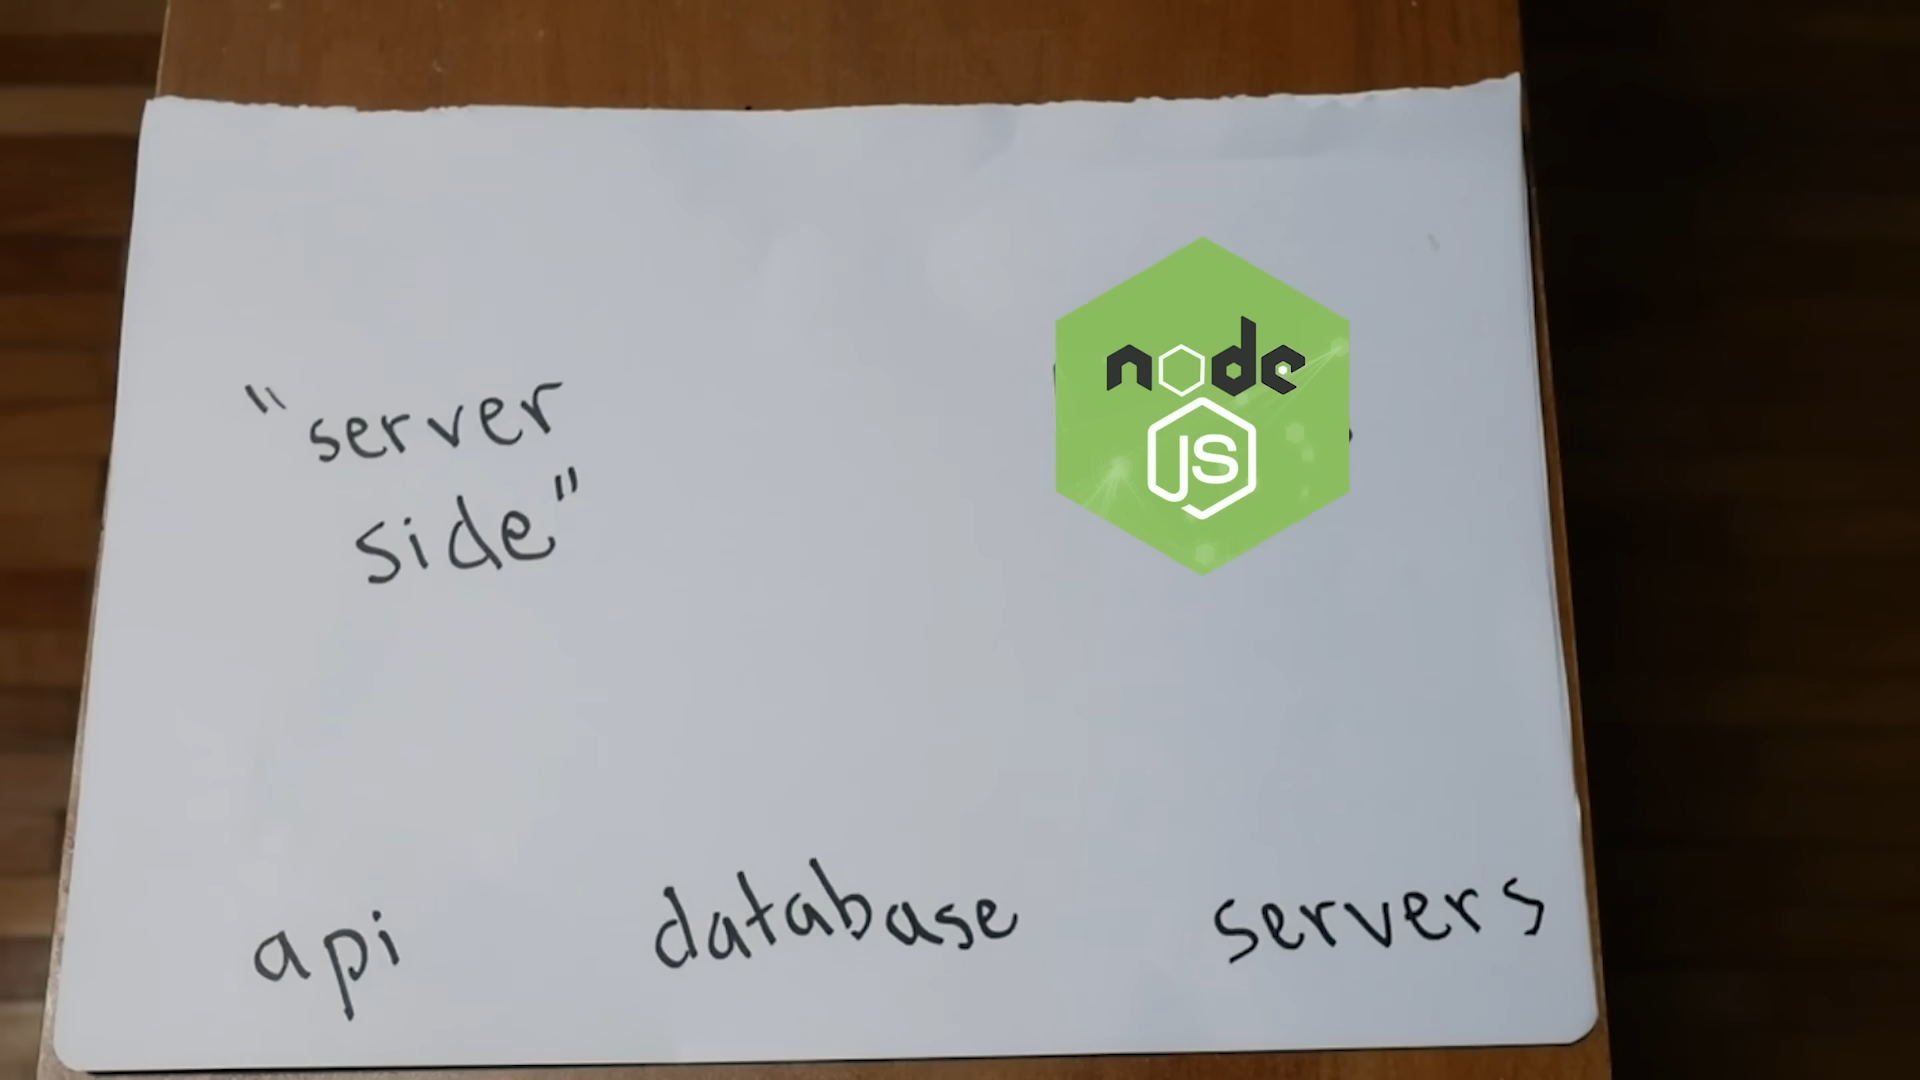 "server
side"
node
JS
api database servers